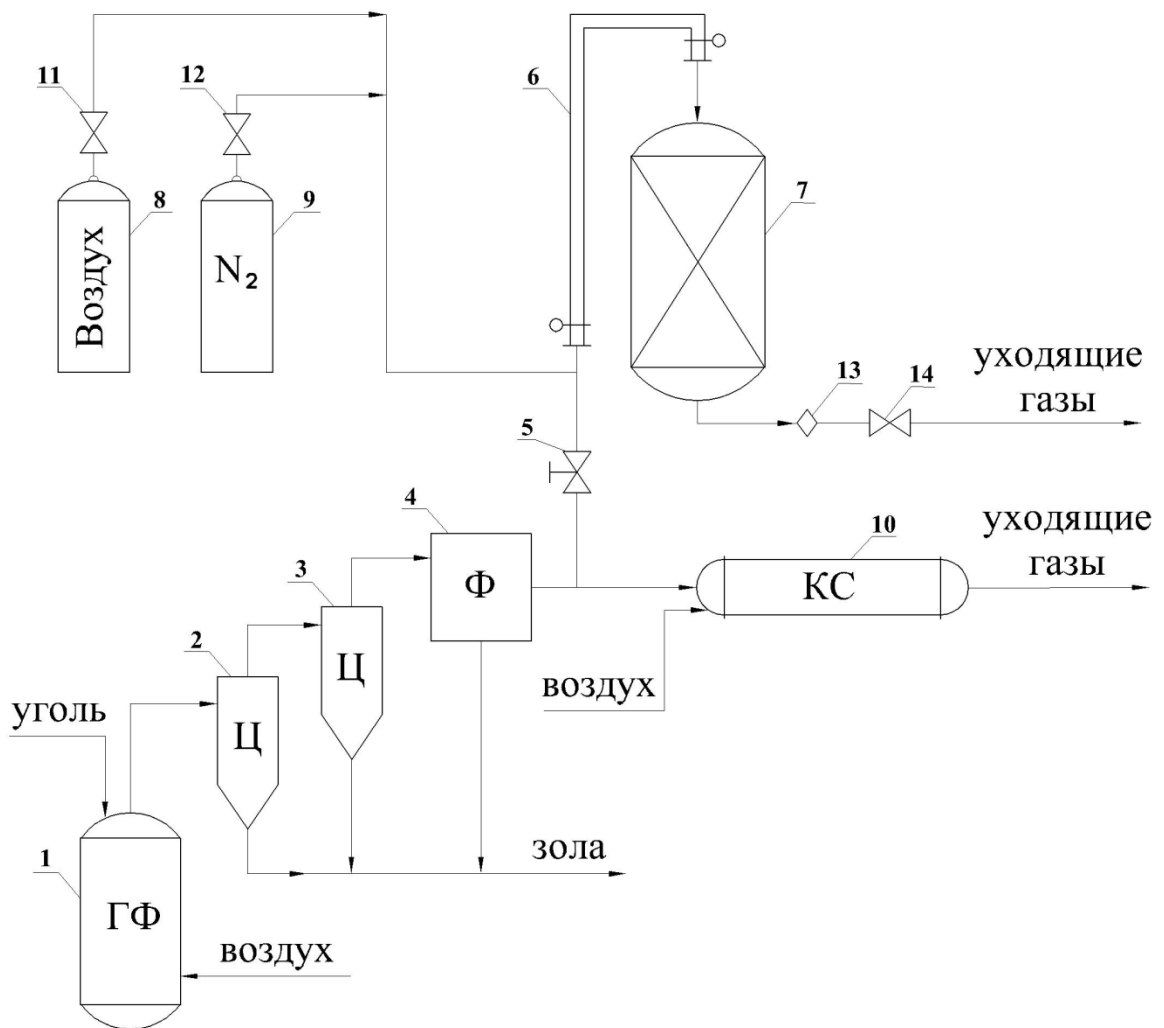 11
12
6
8
9
7
Воздух
N₂
13
14
уходящие
газы
5
4
10
уходящие
газы
3
Ф
КС
2
Ц
воздух
уголь
Ц
зола
1
ГФ
воздух